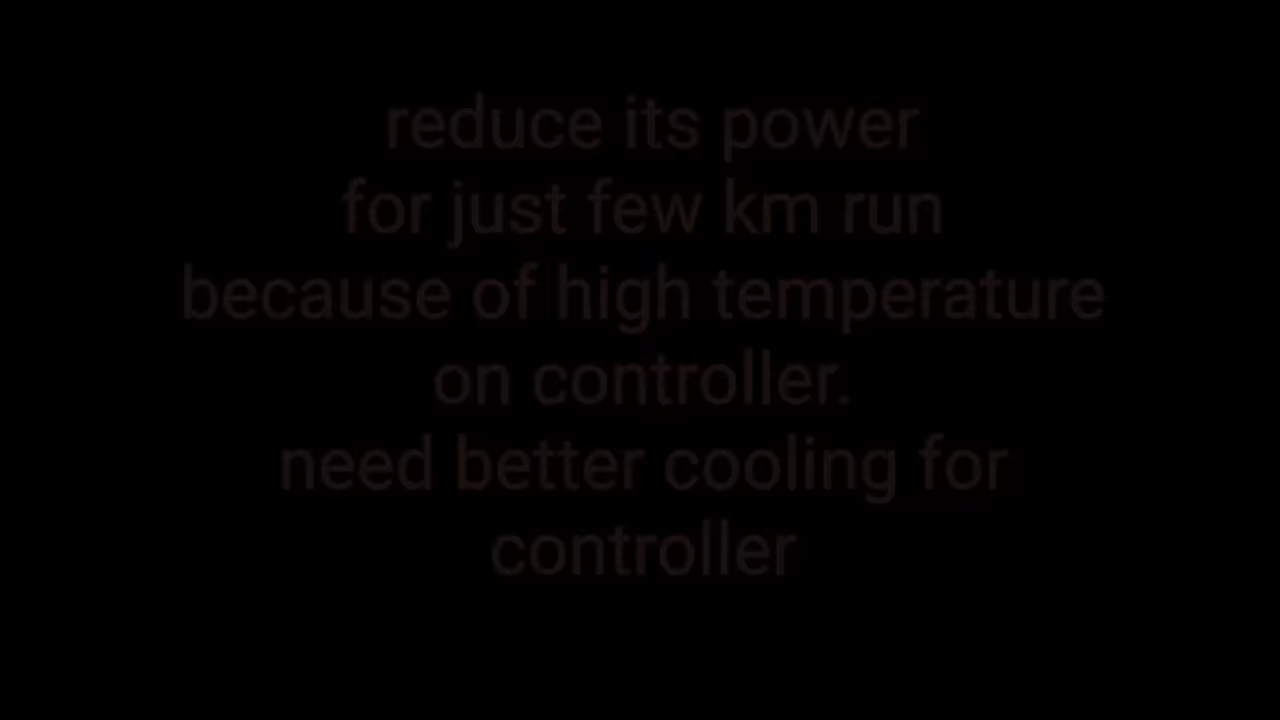 reduce its power
for just few km run
because of high temperature
on controller.
need better cooling for
controller